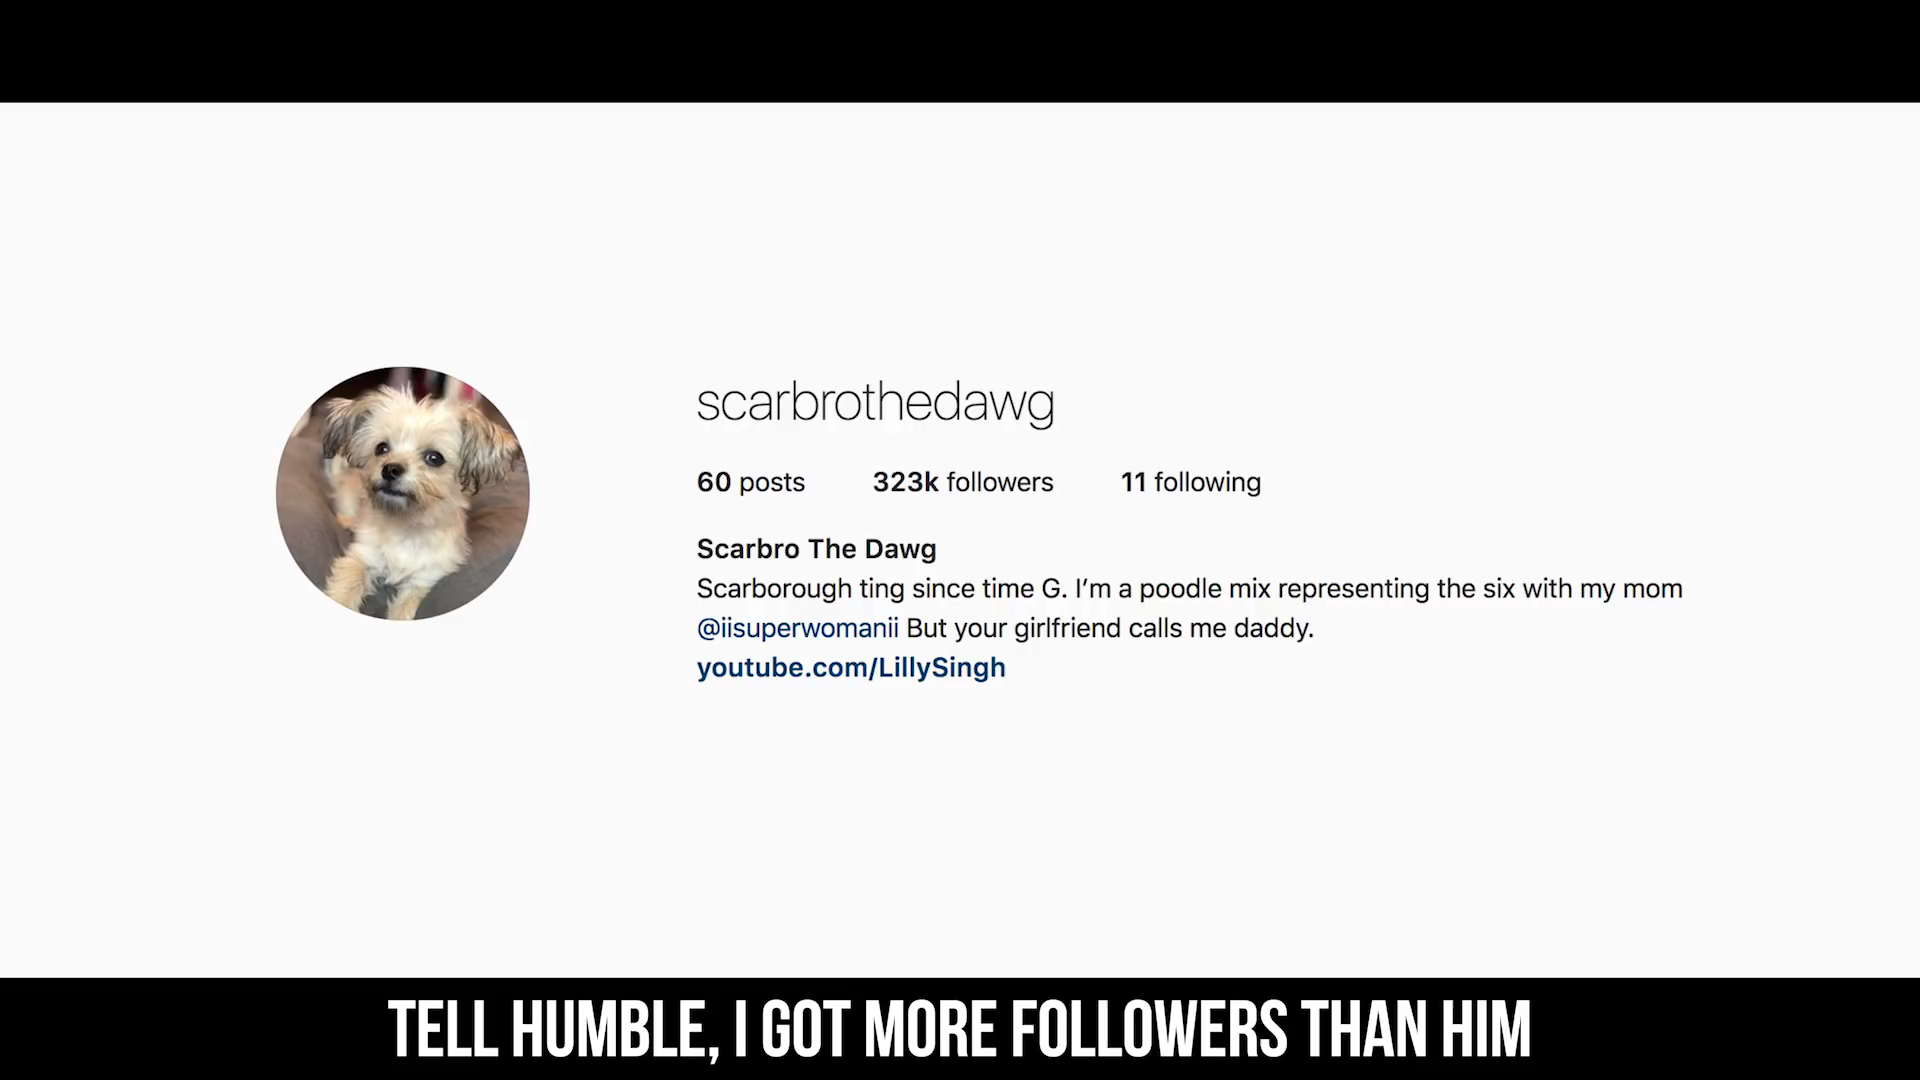 scarbrothedawg
60 posts 323k followers 11 following
Scarbro The Dawg
Scarborough ting since time G. I’m a poodle mix representing the six with my mom
@iisuperwomanii But your girlfriend calls me daddy.
youtube.com/LillySingh
TELL HUMBLE, I GOT MORE FOLLOWERS THAN HIM